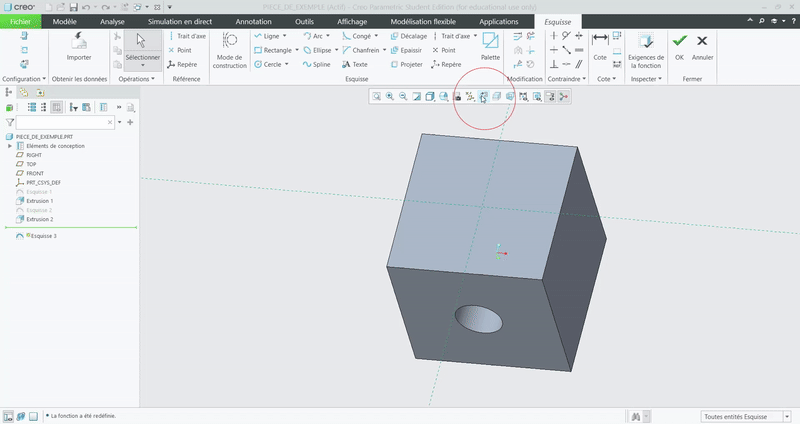 creo
PIECE_DE_EXEMPLE (Actif) - Creo Parametric Student Edition (for educational use only)
Fichier Modèle Analyse Simulation en direct Annotation Outils Affichage Modélisation flexible Applications Esquisse
Importer
Sélectionner
Trait d'axe
Point
Repère
Mode de construction
Ligne
Rectangle
Cercle
Arc
Ellipse
Spline
Congé
Chanfrein
Texte
Décalage
Epaissir
Projeter
Trait d'axe
Point
Repère
Palette
Cote
Exigences de la fonction
OK
Annuler
Configuration Obtenir les données Opérations Référence Esquisse Modification Contraindre Cote Inspecter Fermer
PIECE_DE_EXEMPLE.PRT
Eléments de conception
RIGHT
TOP
FRONT
PRT_CSYS_DEF
Esquisse 1
Extrusion 1
Esquisse 2
Extrusion 2
Esquisse 3
La fonction a été redéfinie.
Toutes entités Esquisse